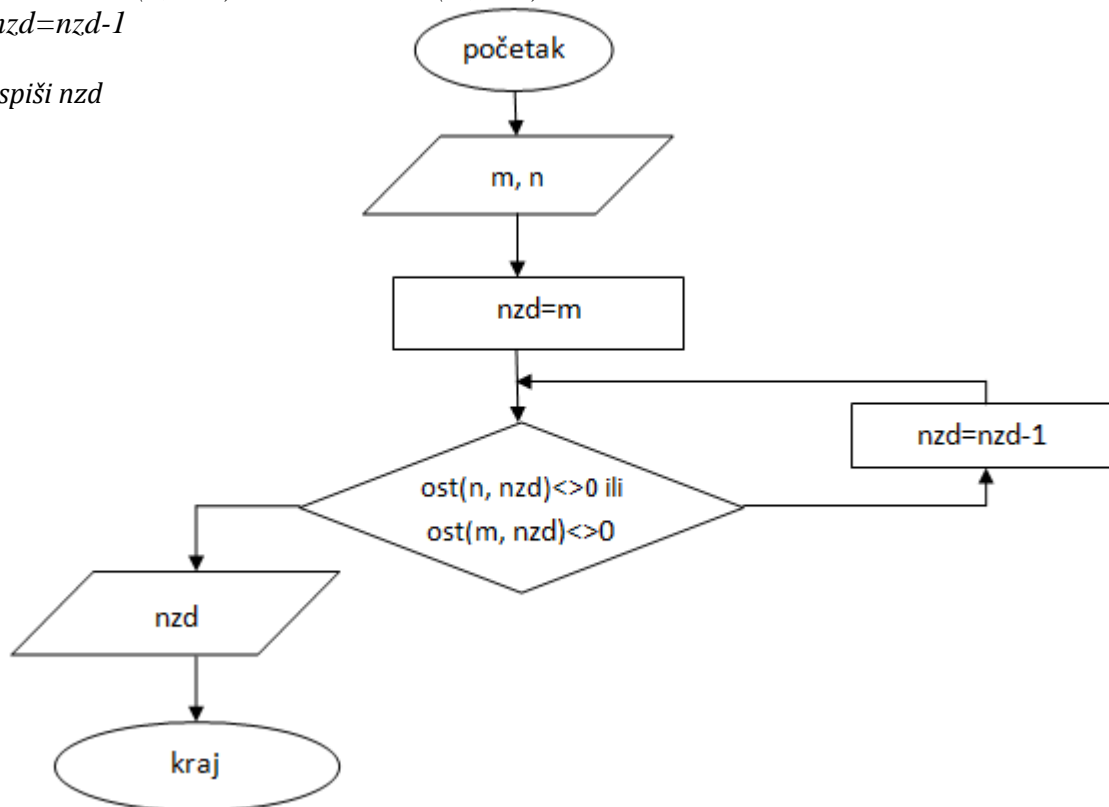 nzd=nzd-1
spiši nzd
početak
m, n
nzd=m
nzd=nzd-1
ost(n, nzd)<>0 ili
ost(m, nzd)<>0
nzd
kraj